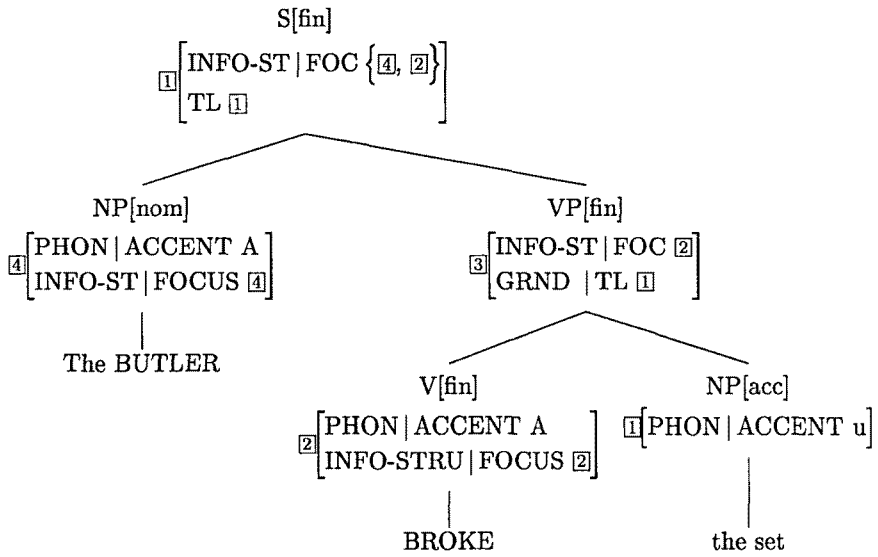 S[fin]
1 [INFO-ST | FOC {4, 2}
TL 1]
NP[nom] VP[fin]
4 [PHON | ACCENT A
INFO-ST | FOCUS 4]
3 [INFO-ST | FOC 2
GRND | TL 1]
The BUTLER
V[fin] NP[acc]
2 [PHON | ACCENT A
INFO-STRU | FOCUS 2]
1 [PHON | ACCENT u]
BROKE the set